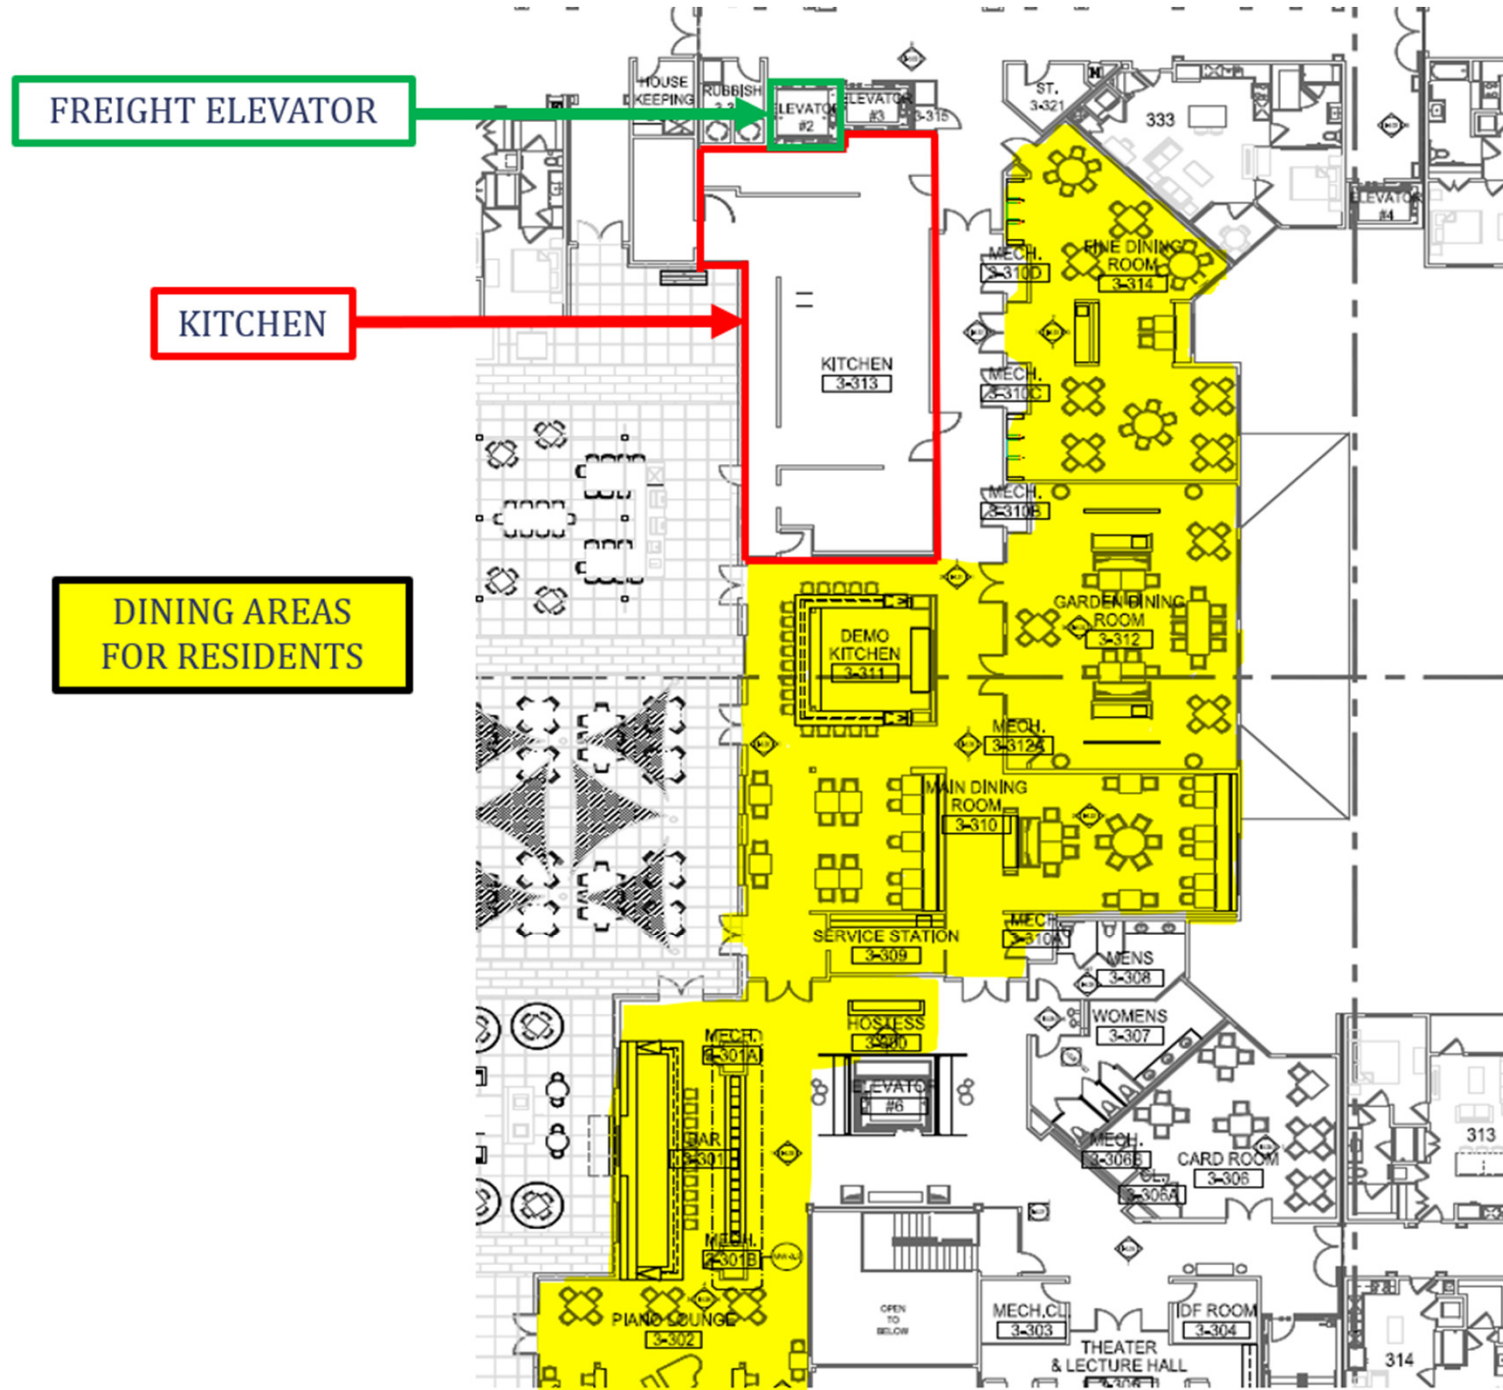 FREIGHT ELEVATOR
KITCHEN
DINING AREAS
FOR RESIDENTS
HOUSE
KEEPING
RUBBISH
ELEVATOR
#2
ELEVATOR
#3
3-315
ST.
3-321
333
ELEVATOR
#4
MECH.
3-310D
FINE DINING
ROOM
3-314
KITCHEN
3-313
MECH.
3-310C
MECH.
3-310B
GARDEN DINING
ROOM
3-312
DEMO
KITCHEN
3-311
MECH.
3-312A
MAIN DINING
ROOM
3-310
SERVICE STATION
3-309
MECH
3-310A
MENS
3-308
WOMENS
3-307
HOSTESS
MECH.
3-301A
ELEVATOR
#6
BAR
3-301
MECH.
3-306B
CL.
3-306A
CARD ROOM
3-306
313
MECH.
3-301B
PIANO LOUNGE
3-302
OPEN
TO
BELOW
MECH.CL.
3-303
IDF ROOM
3-304
THEATER
& LECTURE HALL
314